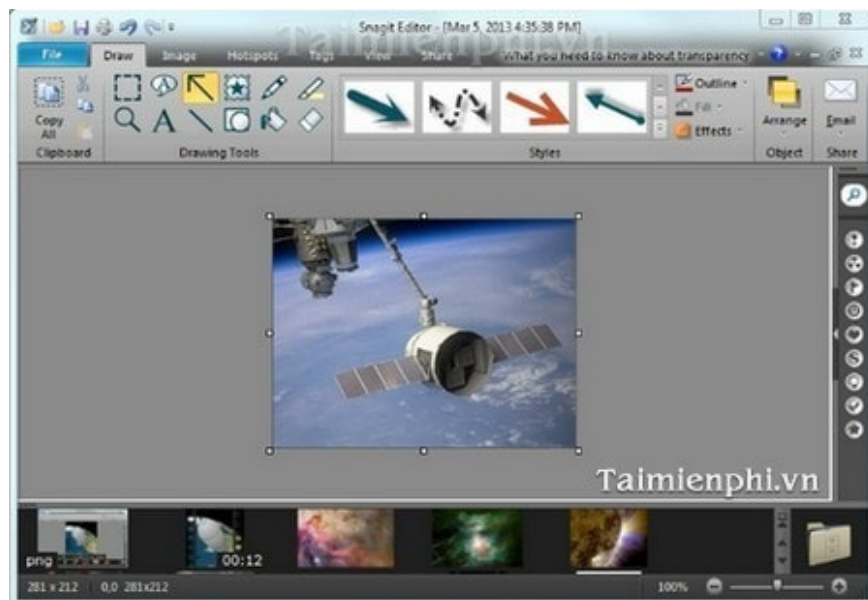 Snagit Editor - [Mar 5, 2013 4:35:38 PM]
Taimienphi.vn
File Draw Image Hotspots Tags View Share What you need to know about transparency
Copy All
Outline
Fill
Effects
Arrange
Email
Clipboard Drawing Tools Styles Object Share
Taimienphi.vn
png 00:12
281 x 212 0,0 281x212 100%